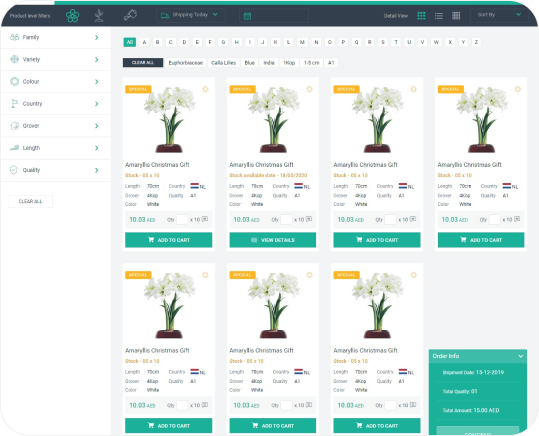 Product level filters
Shipping Today
Detail View
Sort By
Family
Variety
Colour
Country
Grover
Length
Quality
CLEAR ALL
All A B C D E F G H I J K L M N O P Q R S T U V W X Y Z
CLEAR ALL Euphorbiaceae Calla Lilies Blue India 1Kop 1-5 cm A1
SPECIAL
Amaryllis Christmas Gift
Stock - 05 x 10
Length 70cm Country NL
Grover 4Kop Quality A1
Color White
10.03 AED Qty x 10
ADD TO CART
SPECIAL
Amaryllis Christmas Gift
Stock available date - 18/05/2020
Length 70cm Country NL
Grover 4Kop Quality A1
Color White
10.03 AED Qty x 10
VIEW DETAILS
SPECIAL
Amaryllis Christmas Gift
Stock - 05 x 10
Length 70cm Country NL
Grover 4Kop Quality A1
Color White
10.03 AED Qty x 10
ADD TO CART
SPECIAL
Amaryllis Christmas Gift
Stock - 05 x 10
Length 70cm Country NL
Grover 4Kop Quality A1
Color White
10.03 AED Qty x 10
ADD TO CART
SPECIAL
Amaryllis Christmas Gift
Stock - 05 x 10
Length 70cm Country NL
Grover 4Kop Quality A1
Color White
10.03 AED Qty x 10
ADD TO CART
SPECIAL
Amaryllis Christmas Gift
Stock - 05 x 10
Length 70cm Country NL
Grover 4Kop Quality A1
Color White
10.03 AED Qty x 10
ADD TO CART
SPECIAL
Amaryllis Christmas Gift
Stock - 05 x 10
Length 70cm Country NL
Grover 4Kop Quality A1
Color White
10.03 AED Qty x 10
ADD TO CART
Order Info
Shipment Date: 15-12-2019
Total Quality: 01
Total Amount: 15.00 AED
CONTINUE